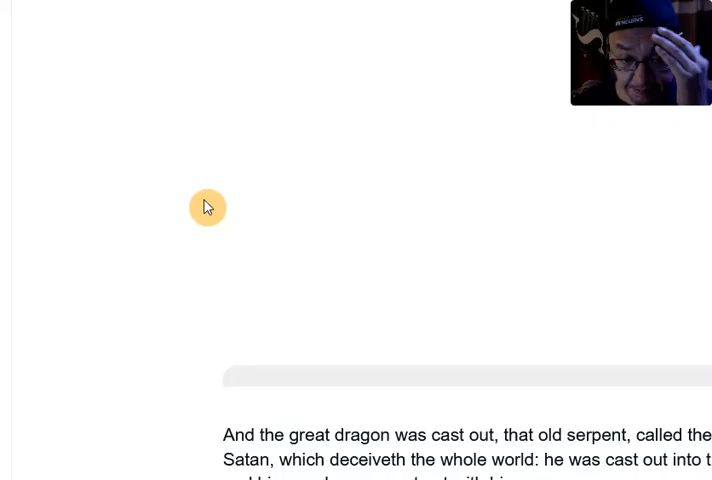 PENGUINS
And the great dragon was cast out, that old serpent, called the
Satan, which deceiveth the whole world: he was cast out into t